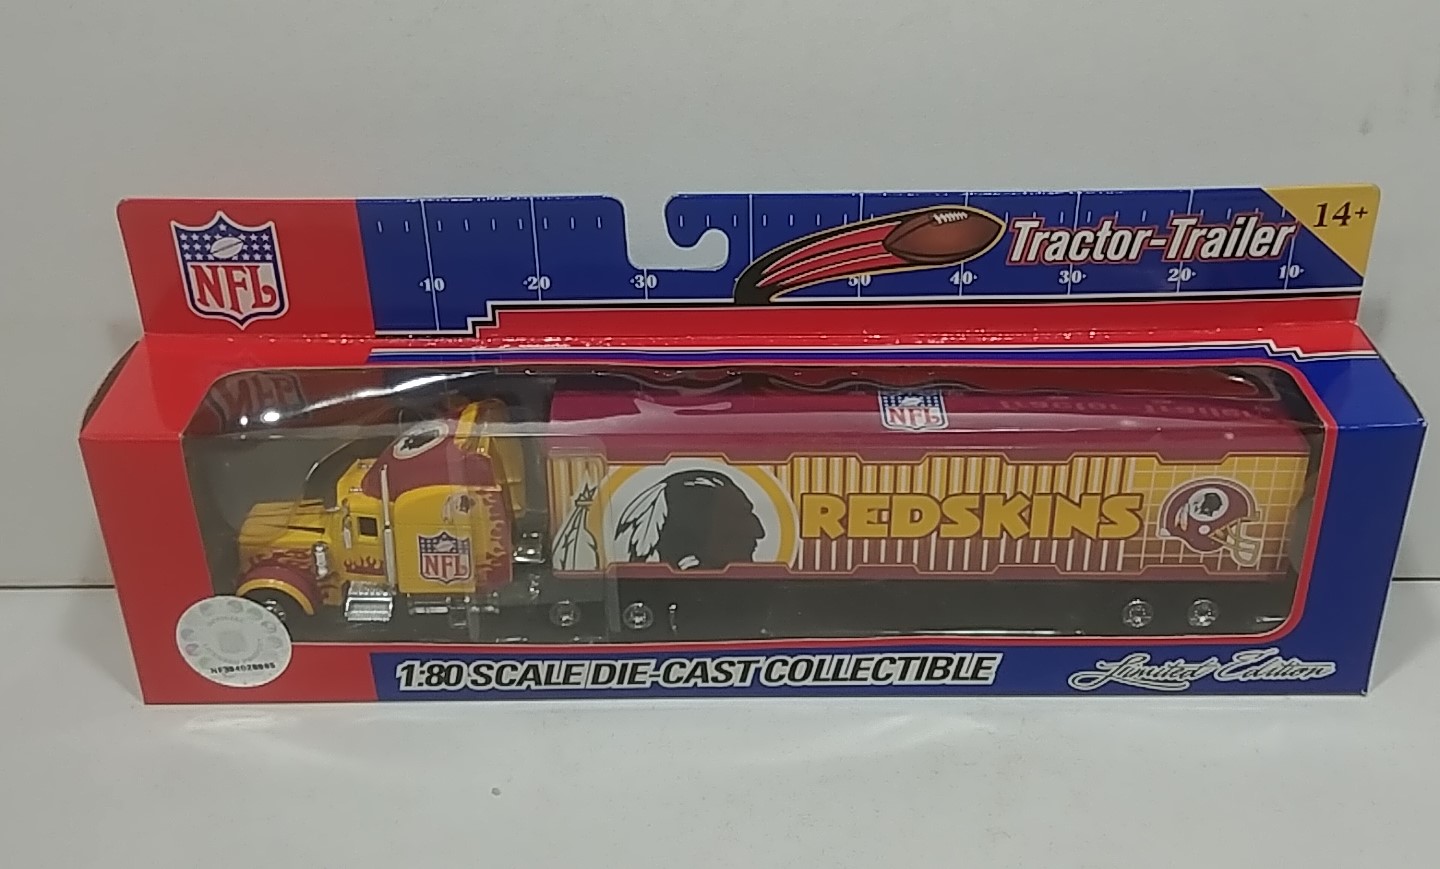 NFL
·10 ·20 ·30 50 40· 30· 20· 10·
Tractor-Trailer
14+
NFL
REDSKINS
NFL
1:80 SCALE DIE-CAST COLLECTIBLE
Limited Edition